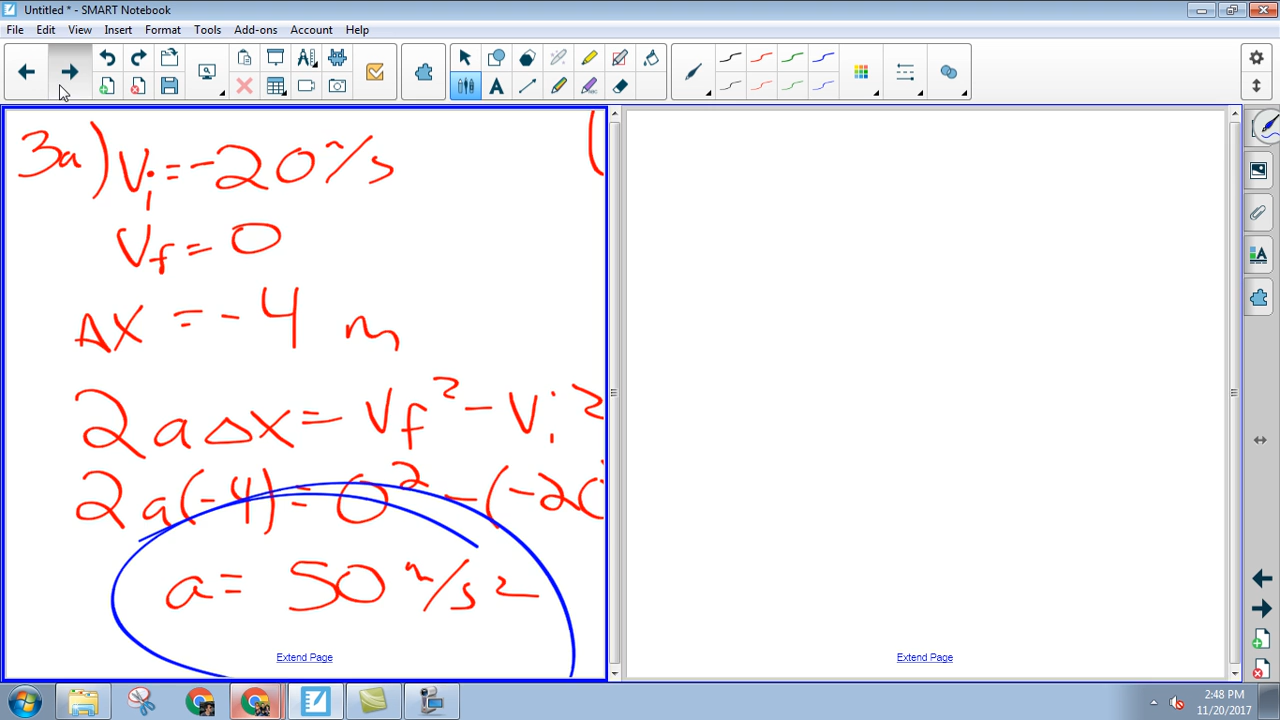 Untitled * - SMART Notebook
File Edit View Insert Format Tools Add-ons Account Help
3a) Vi = -20 m/s
Vf = 0
Δx = -4 m
2aΔx = Vf² - Vi²
2a(-4) = 0² - (-20
a = 50 m/s²
Extend Page
Extend Page
2:48 PM
11/20/2017